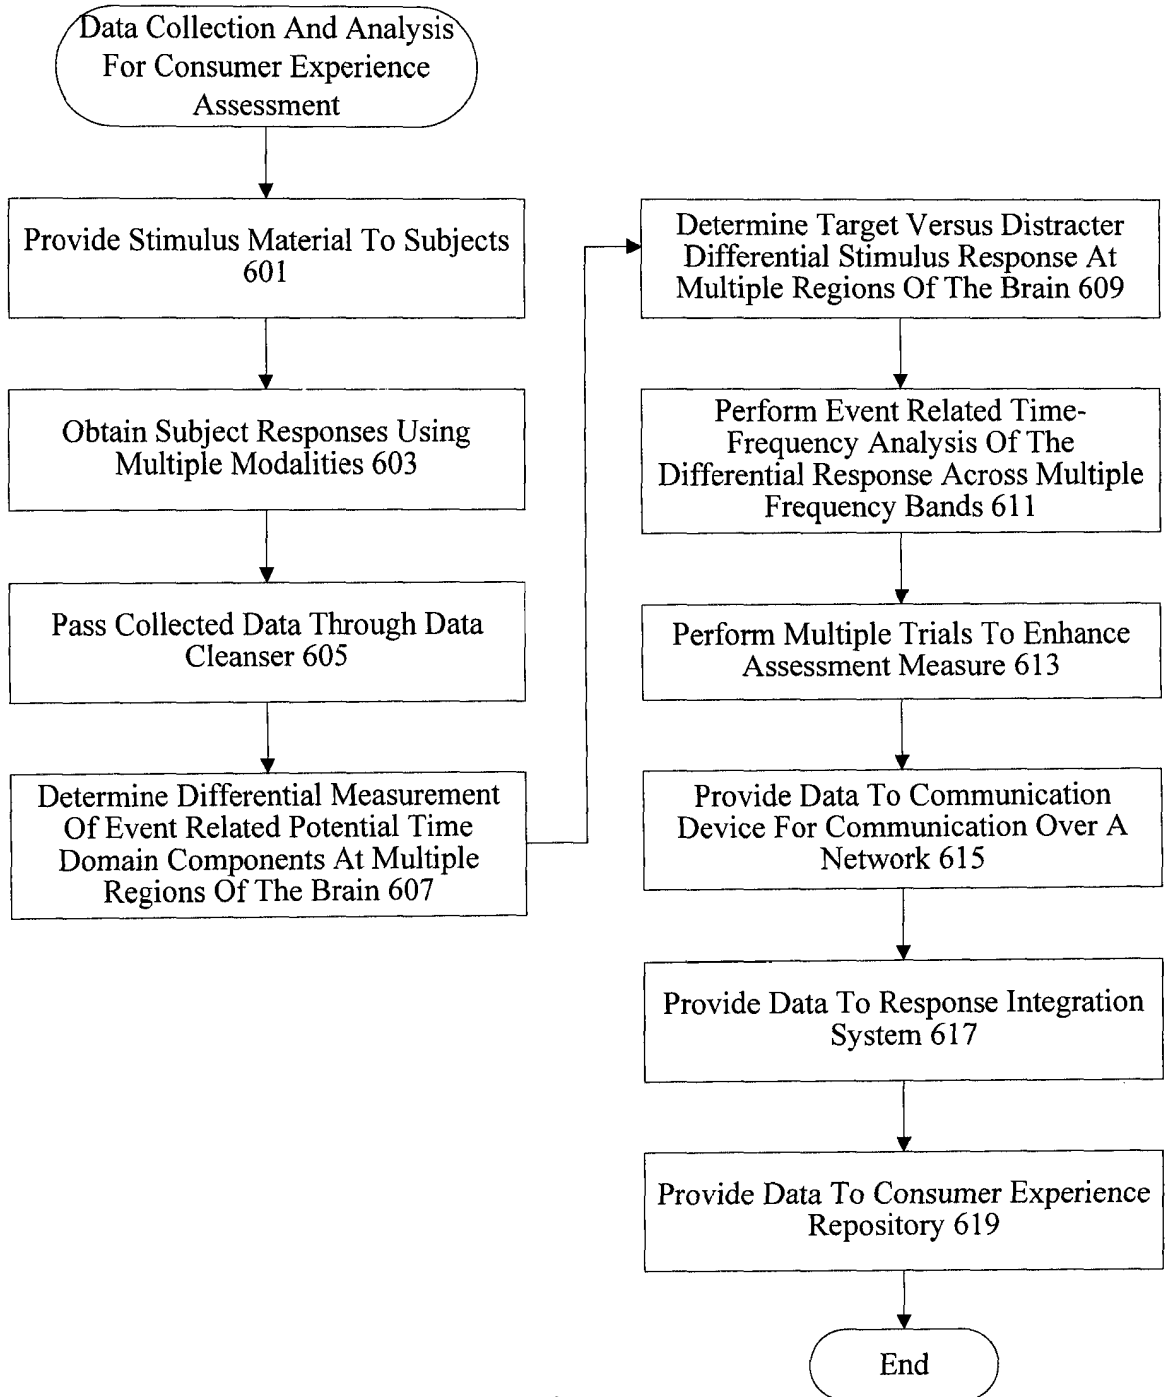 Data Collection And Analysis
For Consumer Experience
Assessment
Provide Stimulus Material To Subjects
601
Obtain Subject Responses Using
Multiple Modalities 603
Pass Collected Data Through Data
Cleanser 605
Determine Differential Measurement
Of Event Related Potential Time
Domain Components At Multiple
Regions Of The Brain 607
Determine Target Versus Distracter
Differential Stimulus Response At
Multiple Regions Of The Brain 609
Perform Event Related Time-
Frequency Analysis Of The
Differential Response Across Multiple
Frequency Bands 611
Perform Multiple Trials To Enhance
Assessment Measure 613
Provide Data To Communication
Device For Communication Over A
Network 615
Provide Data To Response Integration
System 617
Provide Data To Consumer Experience
Repository 619
End